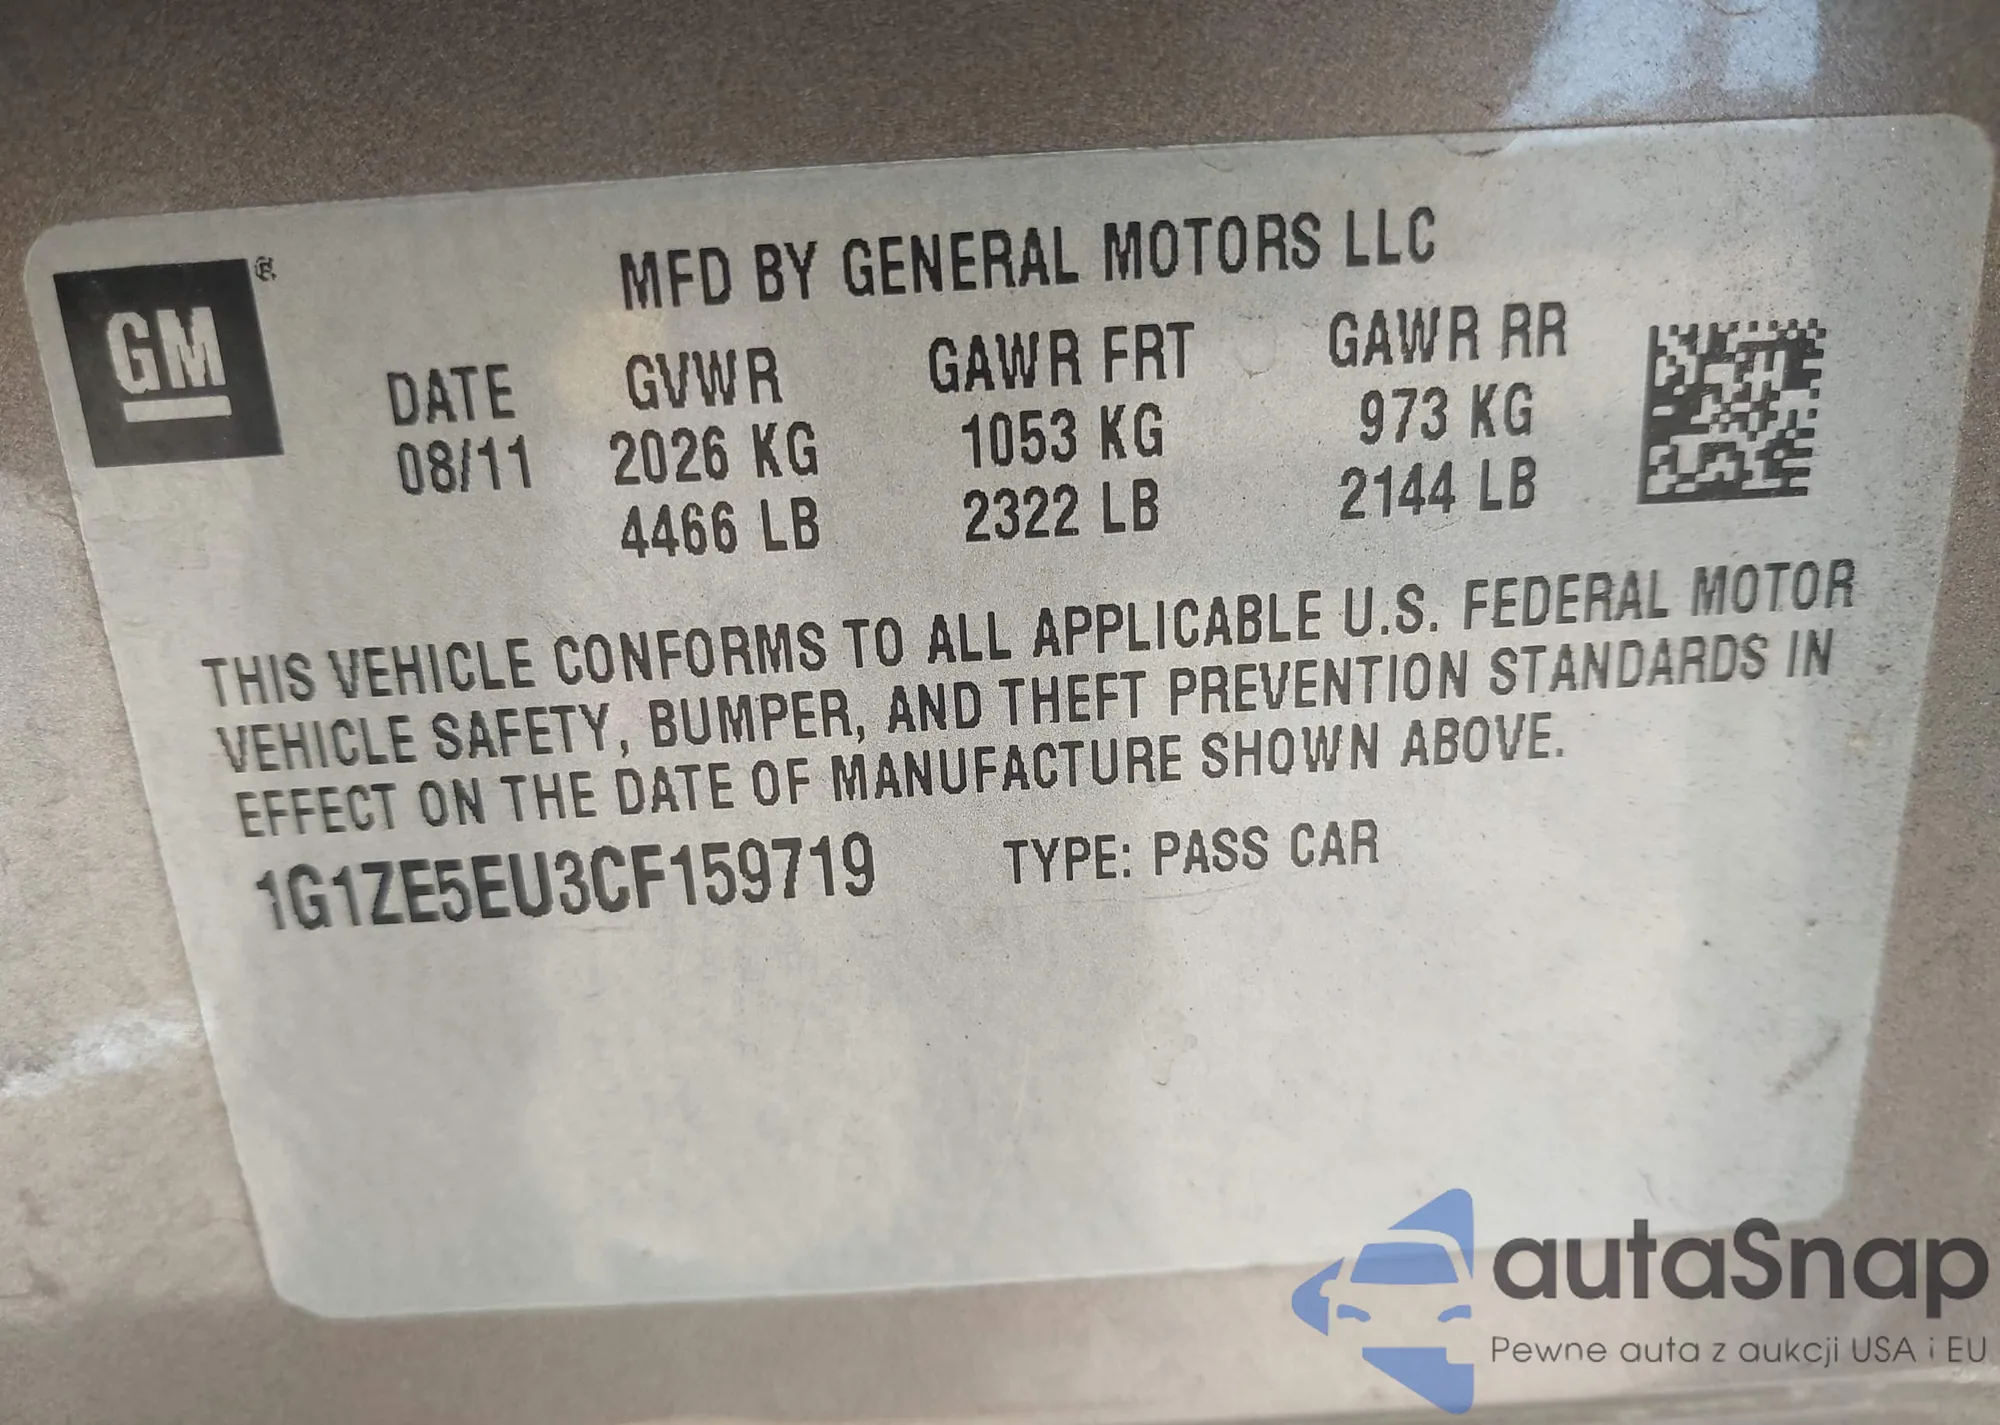 GM ®
MFD BY GENERAL MOTORS LLC
DATE GVWR GAWR FRT GAWR RR
08/11 2026 KG 1053 KG 973 KG
4466 LB 2322 LB 2144 LB
THIS VEHICLE CONFORMS TO ALL APPLICABLE U.S. FEDERAL MOTOR
VEHICLE SAFETY, BUMPER, AND THEFT PREVENTION STANDARDS IN
EFFECT ON THE DATE OF MANUFACTURE SHOWN ABOVE.
1G1ZE5EU3CF159719 TYPE: PASS CAR
autaSnap
Pewne auta z aukcji USA i EU